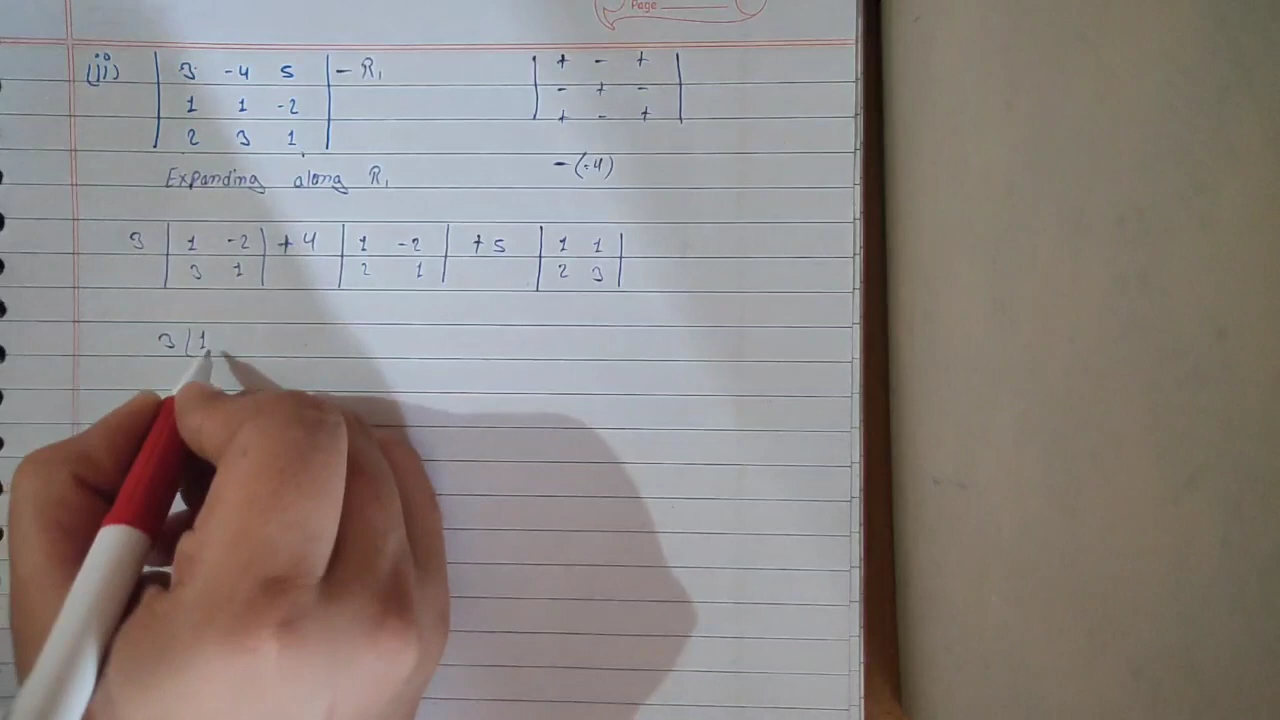 Page
(ii) | 3 -4 5 | - R₁ | + - + |
| 1 1 -2 | | - + - |
| 2 3 1 | | + - + |
Expanding along R₁ -(-4)
3 | 1 -2 | + 4 | 1 -2 | + 5 | 1 1 |
| 3 1 | | 2 1 | | 2 3 |
3 (1